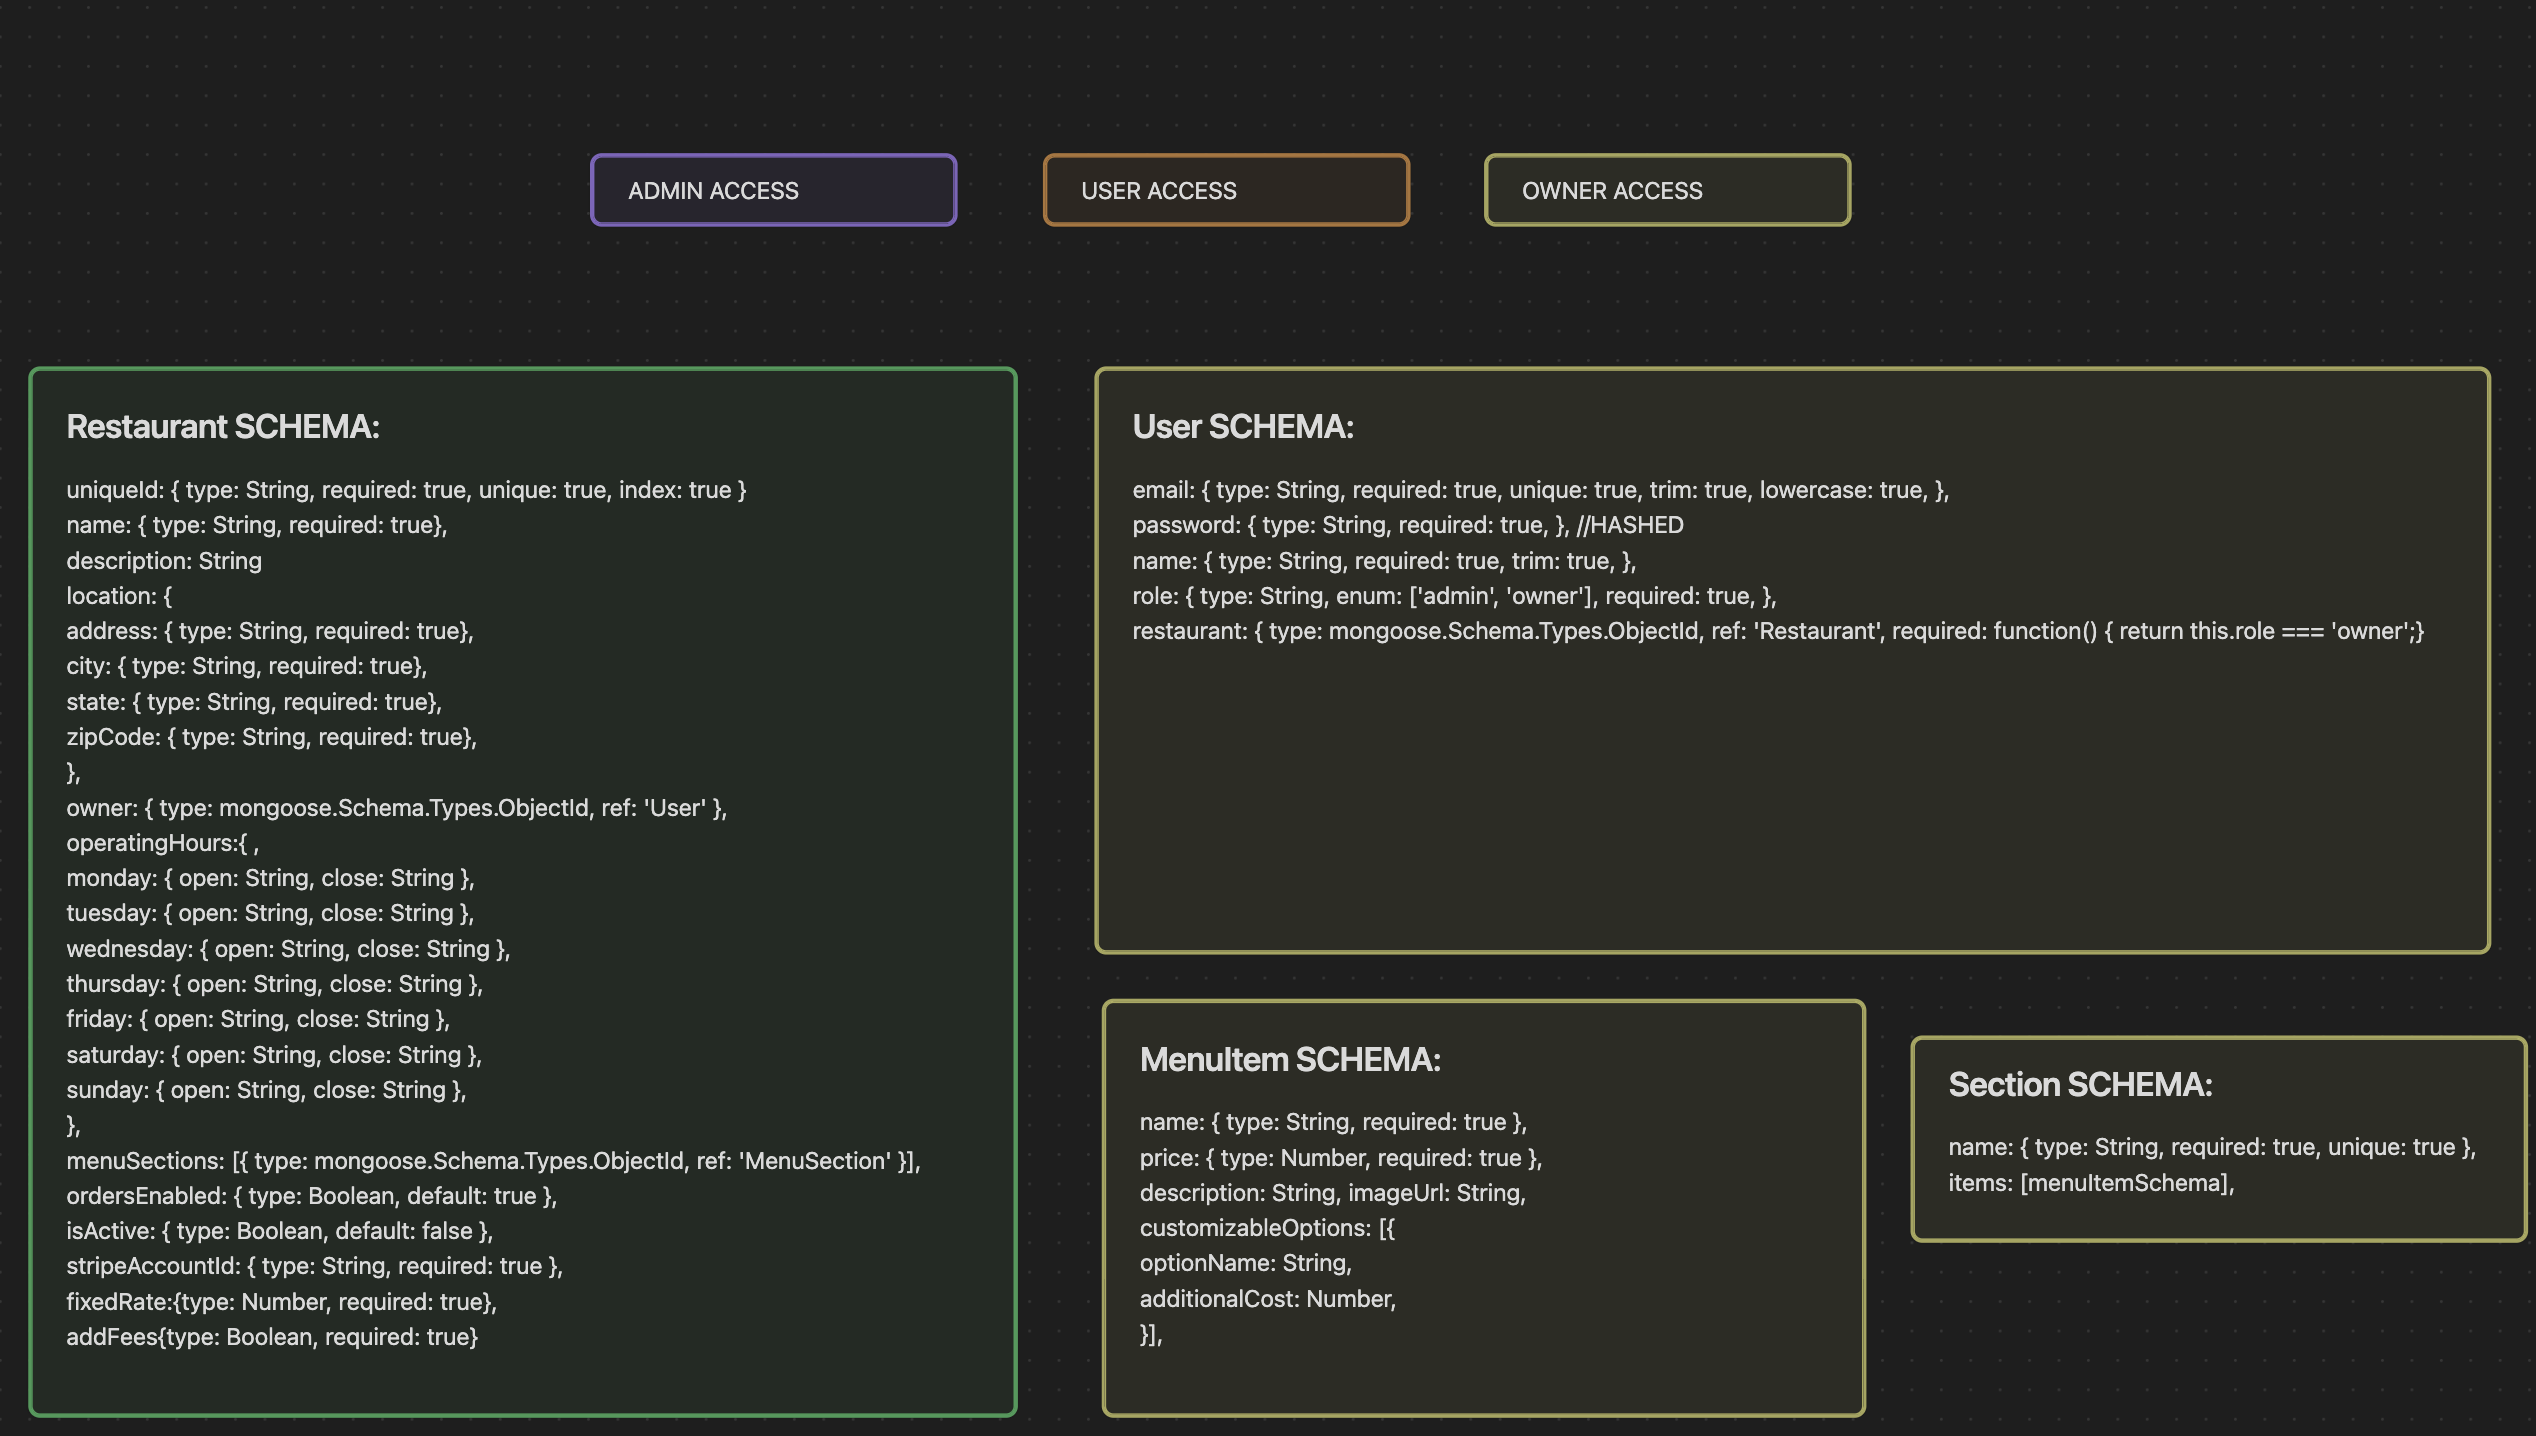 ADMIN ACCESS
USER ACCESS
OWNER ACCESS
Restaurant SCHEMA:
uniqueId: { type: String, required: true, unique: true, index: true }
name: { type: String, required: true},
description: String
location: {
address: { type: String, required: true},
city: { type: String, required: true},
state: { type: String, required: true},
zipCode: { type: String, required: true},
},
owner: { type: mongoose.Schema.Types.ObjectId, ref: 'User' },
operatingHours:{ ,
monday: { open: String, close: String },
tuesday: { open: String, close: String },
wednesday: { open: String, close: String },
thursday: { open: String, close: String },
friday: { open: String, close: String },
saturday: { open: String, close: String },
sunday: { open: String, close: String },
},
menuSections: [{ type: mongoose.Schema.Types.ObjectId, ref: 'MenuSection' }],
ordersEnabled: { type: Boolean, default: true },
isActive: { type: Boolean, default: false },
stripeAccountId: { type: String, required: true },
fixedRate:{type: Number, required: true},
addFees{type: Boolean, required: true}
User SCHEMA:
email: { type: String, required: true, unique: true, trim: true, lowercase: true, },
password: { type: String, required: true, }, //HASHED
name: { type: String, required: true, trim: true, },
role: { type: String, enum: ['admin', 'owner'], required: true, },
restaurant: { type: mongoose.Schema.Types.ObjectId, ref: 'Restaurant', required: function() { return this.role === 'owner';}
MenuItem SCHEMA:
name: { type: String, required: true },
price: { type: Number, required: true },
description: String, imageUrl: String,
customizableOptions: [{
optionName: String,
additionalCost: Number,
}],
Section SCHEMA:
name: { type: String, required: true, unique: true },
items: [menuItemSchema],